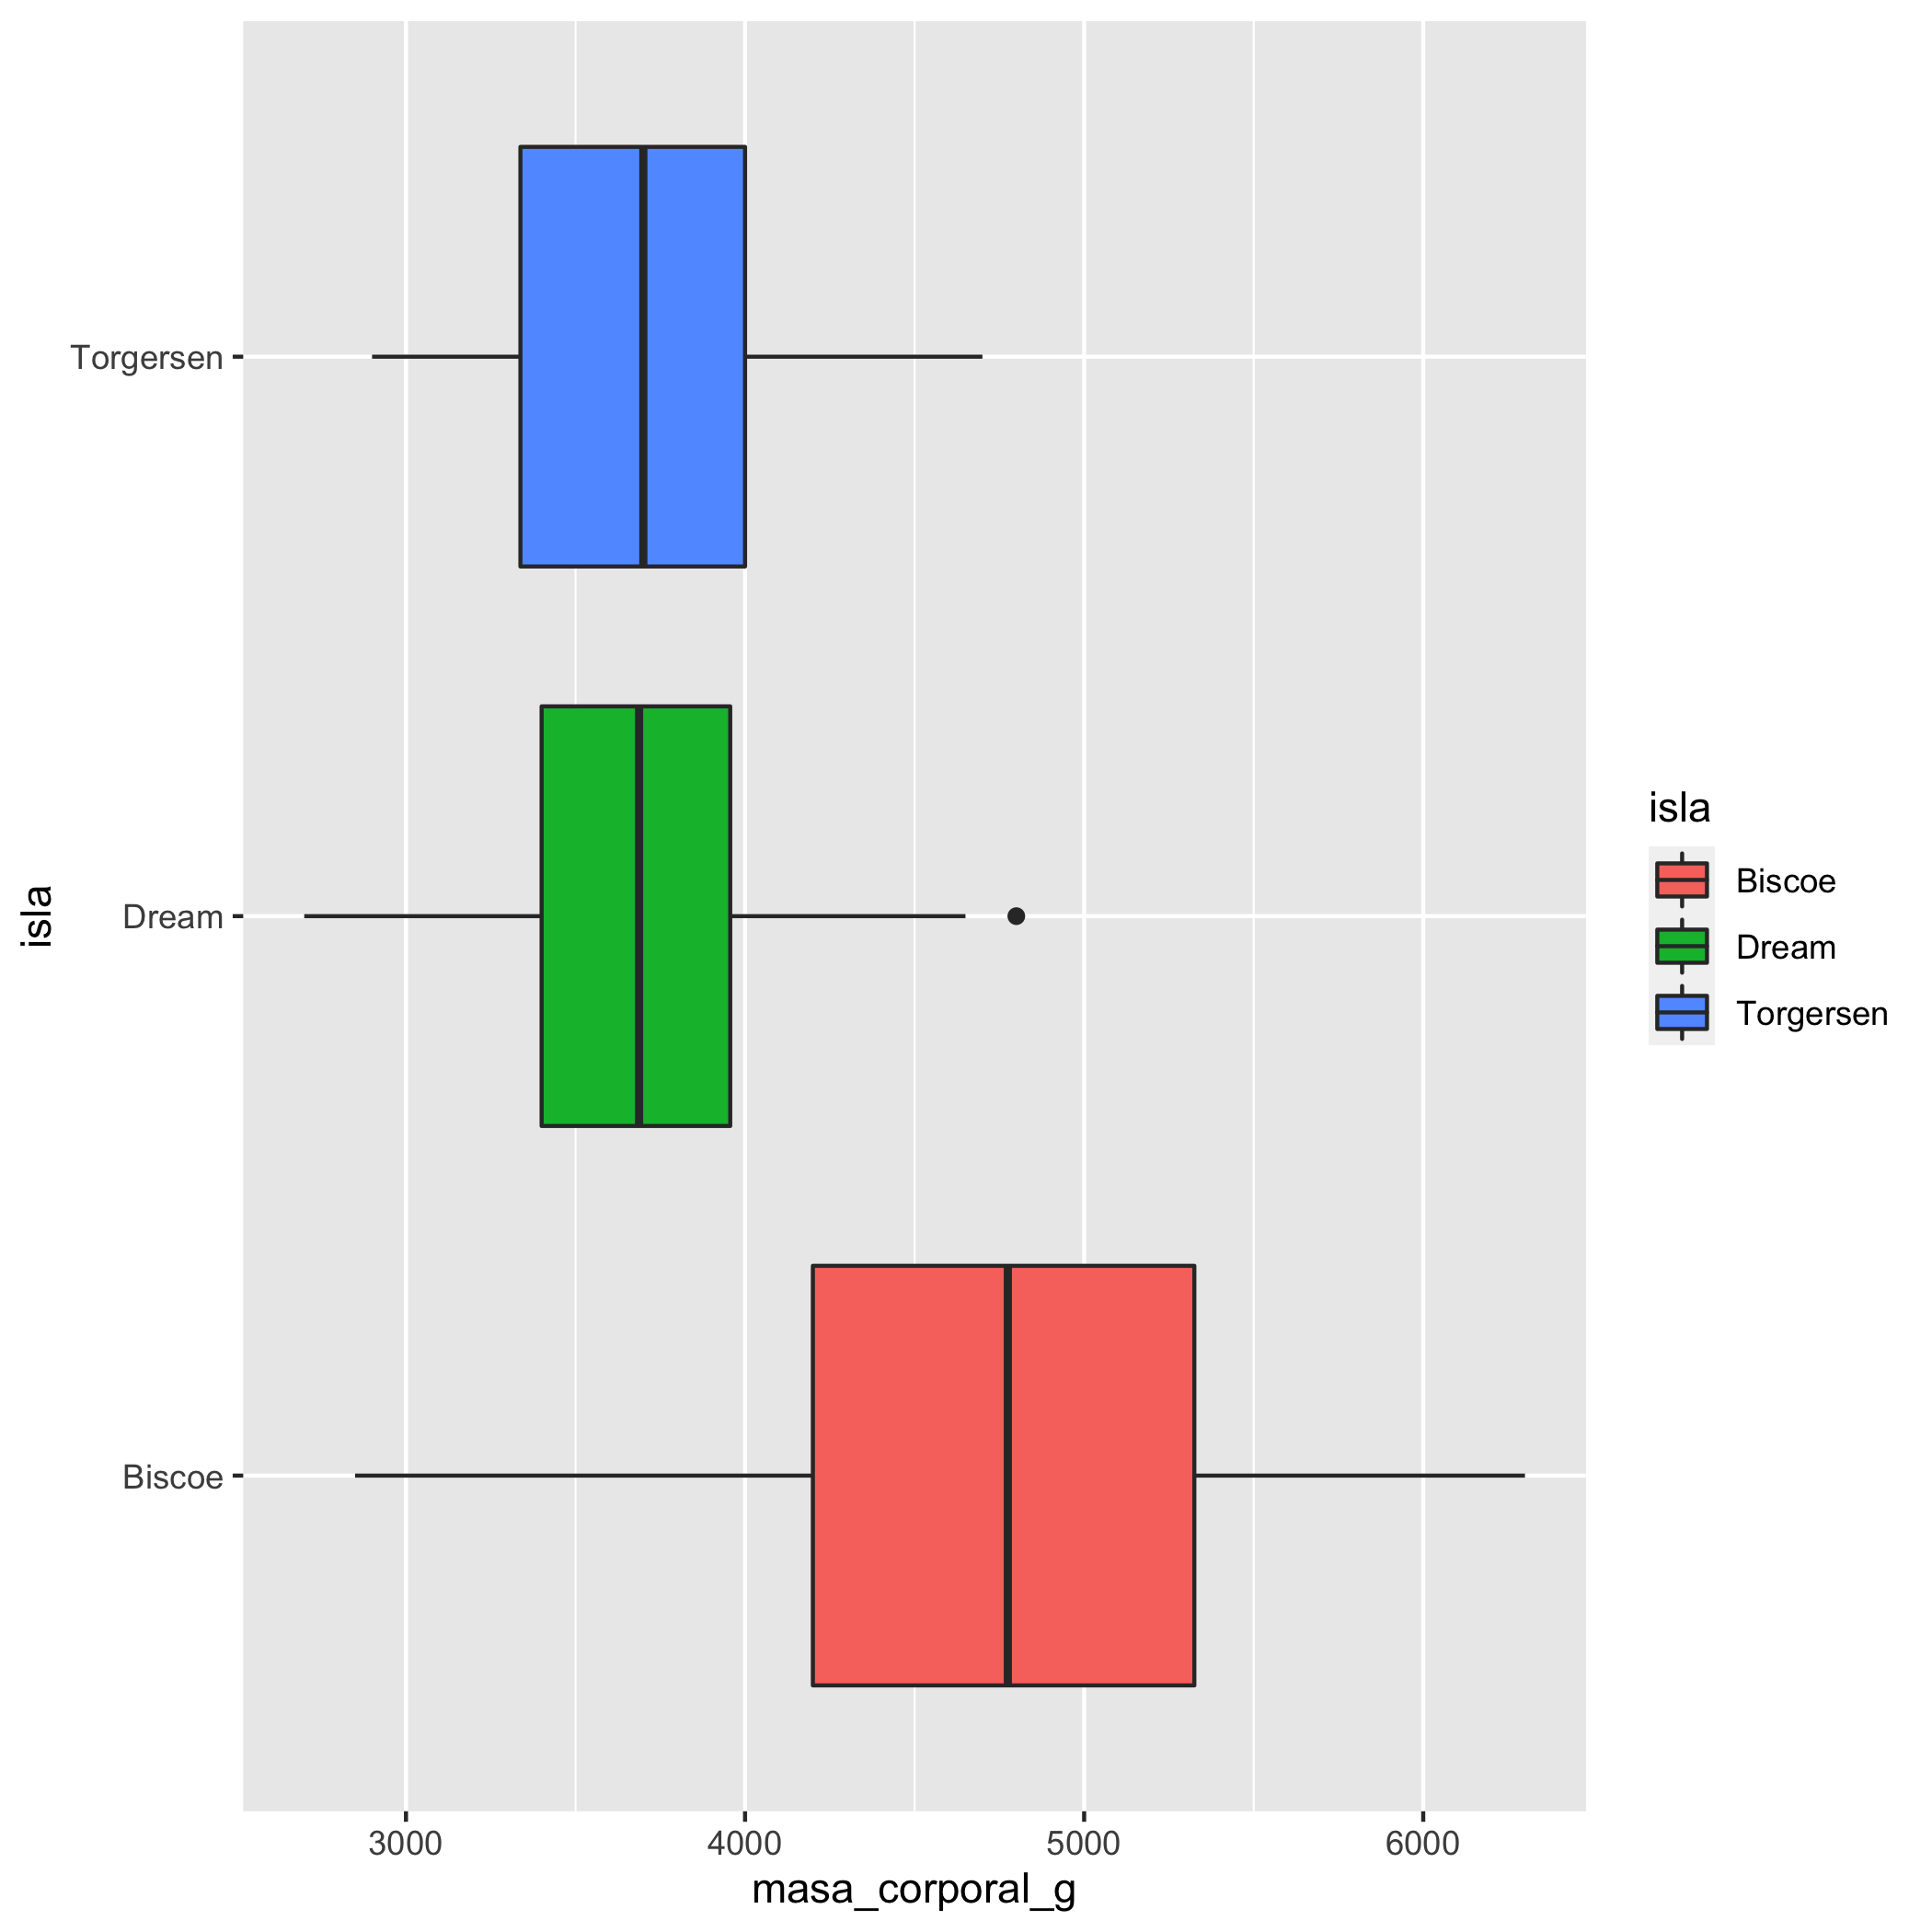 isla
Torgersen
Dream
Biscoe
3000
4000
5000
6000
masa_corporal_g
isla
Biscoe
Dream
Torgersen